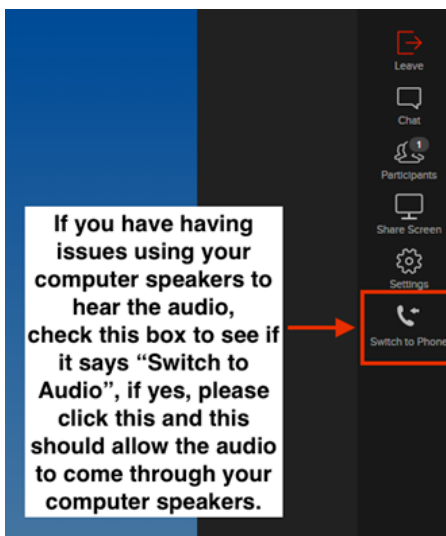 Leave
Chat
1
Participants
Share Screen
Settings
Switch to Phone
If you have having
issues using your
computer speakers to
hear the audio,
check this box to see if
it says “Switch to
Audio”, if yes, please
click this and this
should allow the audio
to come through your
computer speakers.